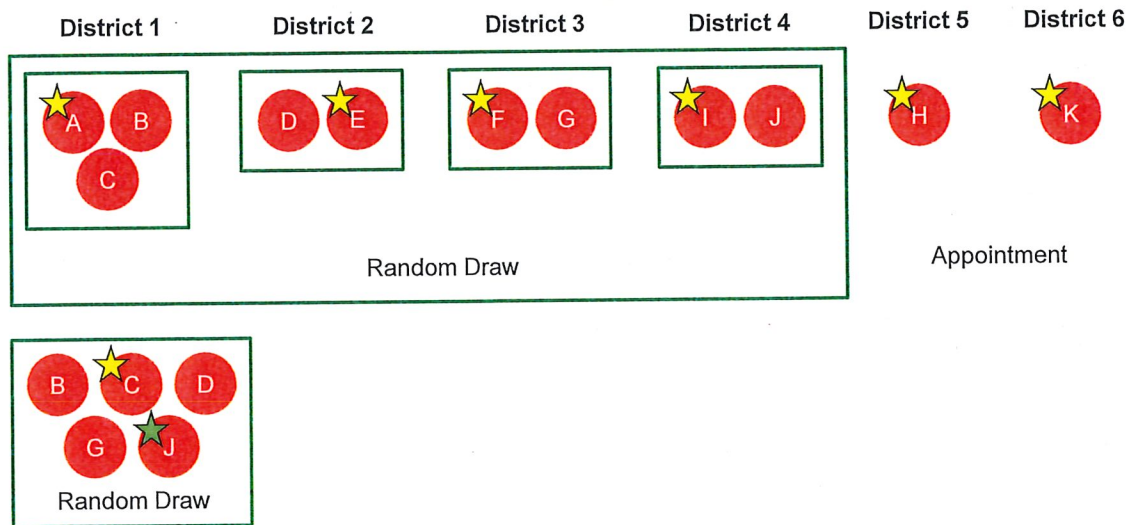 District 1 District 2 District 3 District 4 District 5 District 6
A B D E F G I J H K
C
Random Draw
Appointment
B C D
G J
Random Draw